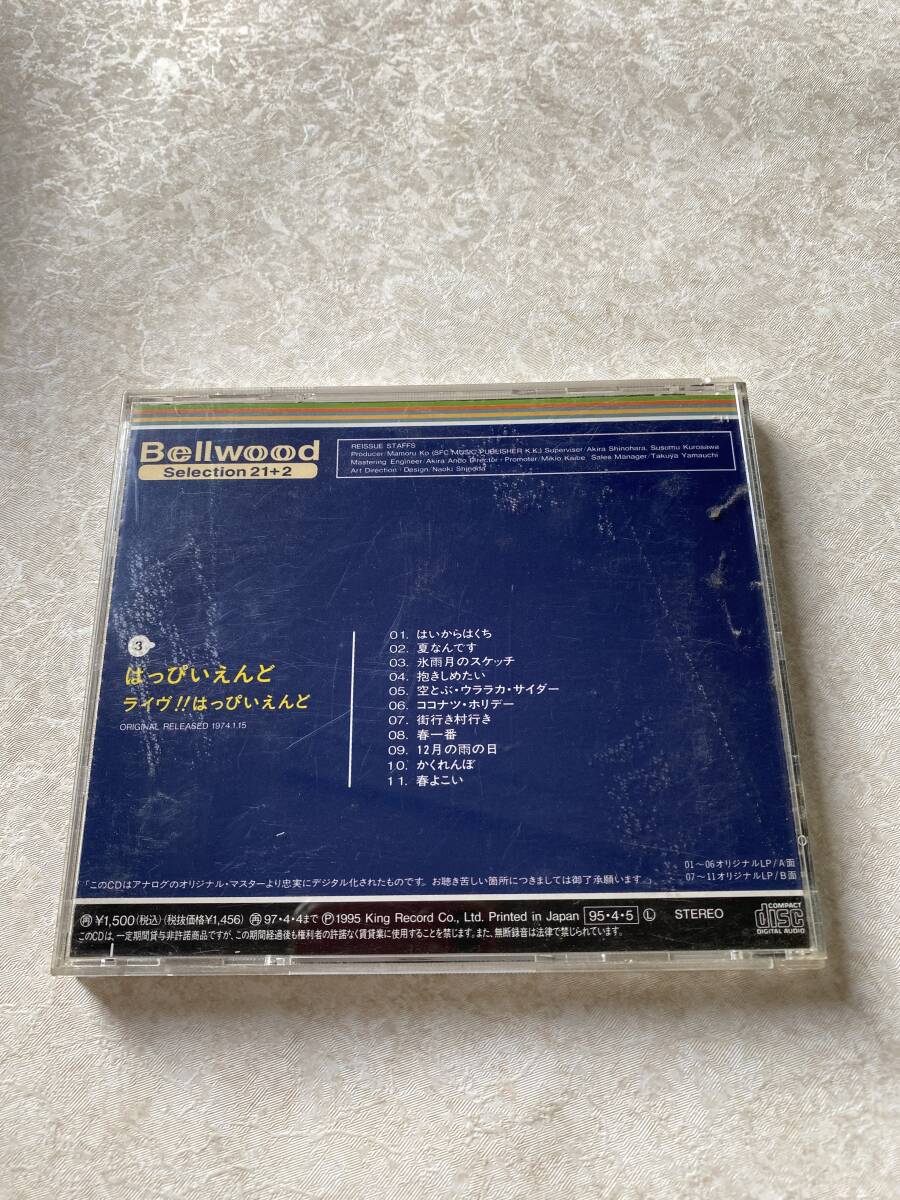 Bellwood
Selection 21+2
REISSUE STAFFS
Producer/Mamoru Ko (SFC MUSIC PUBLISHER K.K.) Superviser/Akira Shinohara, Susumu Kurosawa
Mastering Engineer/Akira Ando Director・Promoter/Mikio Kaibe Sales Manager/Takuya Yamauchi
Art Direction・Design/Naoki
3
はっぴいえんど
ライヴ!!はっぴいえんど
ORIGINAL RELEASED 1974.1.15
01. はいからはくち
02. 夏なんです
03. 氷雨月のスケッチ
04. 抱きしめたい
05. 空とぶ・ウララカ・サイダー
06. ココナツ・ホリデー
07. 街行き村行き
08. 春一番
09. 12月の雨の日
10. かくれんぼ
11. 春よこい
01〜06オリジナルLP/A面
07〜11オリジナルLP/B面
「このCDはアナログのオリジナル・マスターより忠実にデジタル化されたものです。お聴き苦しい箇所につきましては御了承願います。」
再 ¥1,500(税込)(税抜価格¥1,456) 再 97・4・4まで Ⓟ1995 King Record Co., Ltd. Printed in Japan 95・4・5 Ⓛ STEREO
COMPACT disc DIGITAL AUDIO
このCDは、一定期間貸与非許諾商品ですが、この期間経過後も権利者の許諾なく賃貸業に使用することを禁じます。また、無断録音は法律で禁じられています。